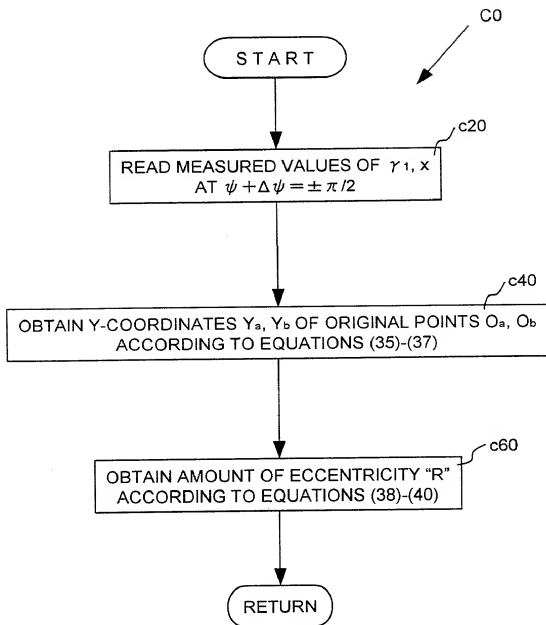 C0
START
c20
READ MEASURED VALUES OF γ1, x
AT ψ+Δψ=±π/2
c40
OBTAIN Y-COORDINATES Ya, Yb OF ORIGINAL POINTS Oa, Ob
ACCORDING TO EQUATIONS (35)-(37)
c60
OBTAIN AMOUNT OF ECCENTRICITY “R”
ACCORDING TO EQUATIONS (38)-(40)
RETURN